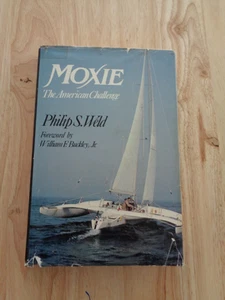 MOXIE
The American Challenge
Philip S. Weld
Foreword by
William F. Buckley, Jr.